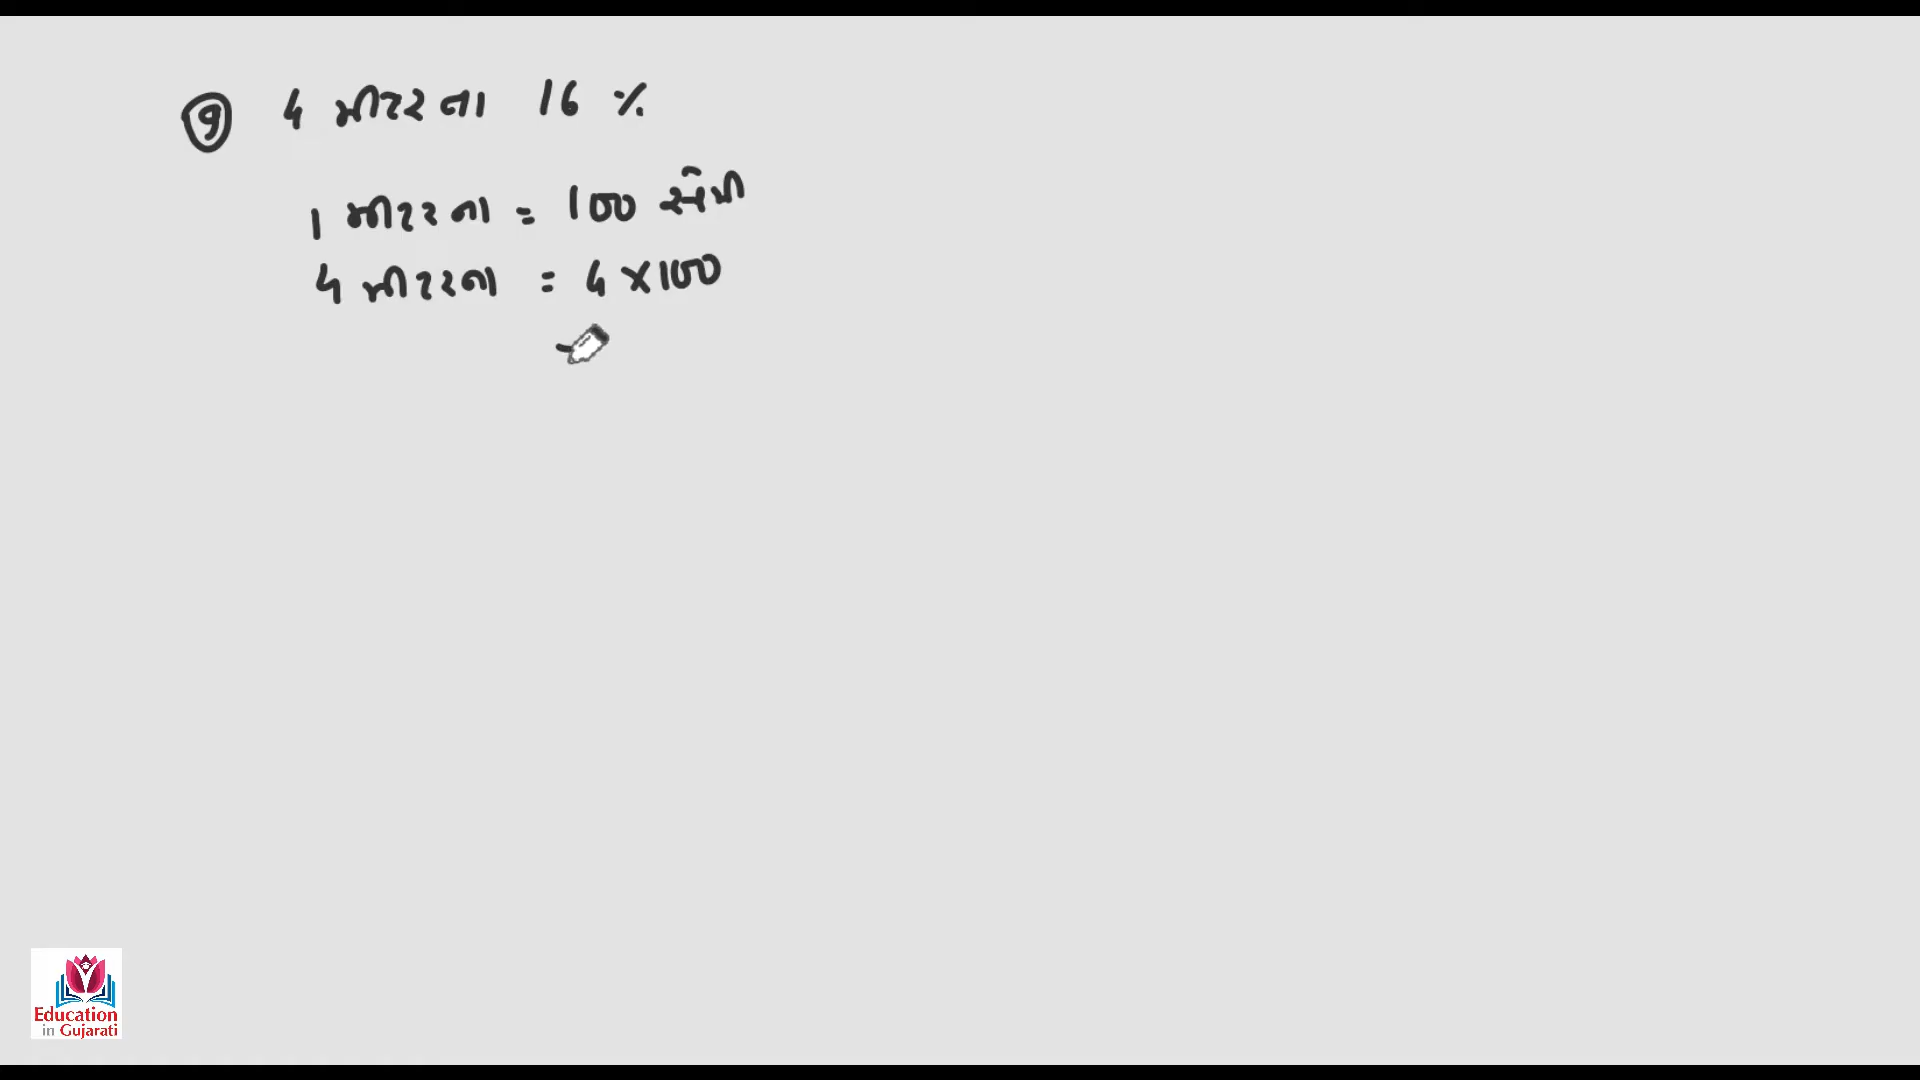 ૧ 4 મીટરના 16 %
1 મીટરના = 100 સેમી
4 મીટરના = 4 × 100
Education
in Gujarati